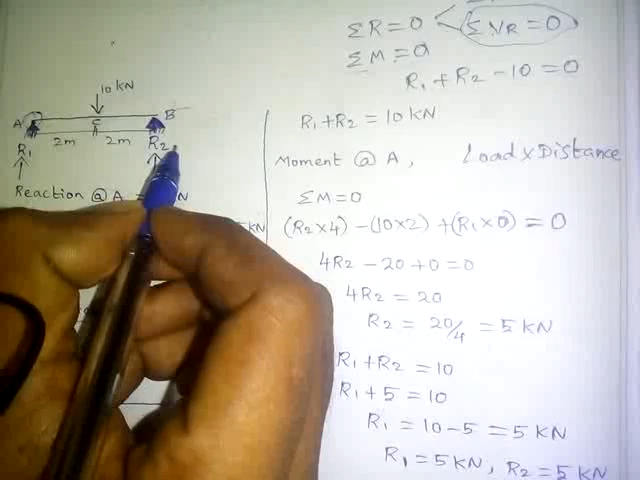 ΣR = 0
ΣVR = 0
ΣM = 0
R1 + R2 - 10 = 0
10 KN
A
C
B
2m
2m
R1
R2
Reaction @ A =
N
KN
R1 + R2 = 10 KN
Moment @ A, Load x Distance
ΣM = 0
(R2 x 4) - (10 x 2) + (R1 x 0) = 0
4R2 - 20 + 0 = 0
4R2 = 20
R2 = 20/4 = 5 KN
R1 + R2 = 10
R1 + 5 = 10
R1 = 10 - 5 = 5 KN
R1 = 5 KN, R2 = 5 KN